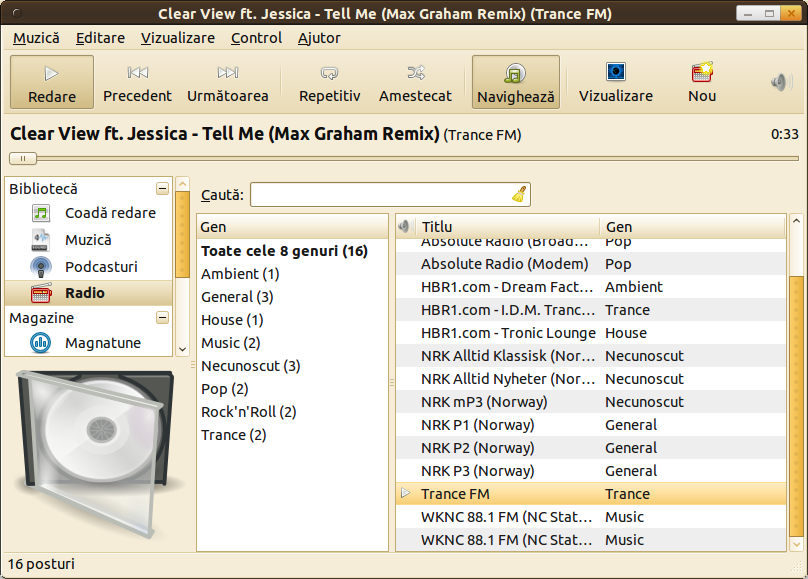 Clear View ft. Jessica - Tell Me (Max Graham Remix) (Trance FM)
Muzică Editare Vizualizare Control Ajutor
Redare Precedent Următoarea Repetitiv Amestecat Navighează Vizualizare Nou
Clear View ft. Jessica - Tell Me (Max Graham Remix) (Trance FM) 0:33
Bibliotecă
Coadă redare
Muzică
Podcasturi
Radio
Magazine
Magnatune
Caută:
Gen
Toate cele 8 genuri (16)
Ambient (1)
General (3)
House (1)
Music (2)
Necunoscut (3)
Pop (2)
Rock'n'Roll (2)
Trance (2)
Titlu Gen
Absolute Radio (Broad... Pop
Absolute Radio (Modem) Pop
HBR1.com - Dream Fact... Ambient
HBR1.com - I.D.M. Tranc... Trance
HBR1.com - Tronic Lounge House
NRK Alltid Klassisk (Nor... Necunoscut
NRK Alltid Nyheter (Nor... Necunoscut
NRK mP3 (Norway) Necunoscut
NRK P1 (Norway) General
NRK P2 (Norway) General
NRK P3 (Norway) General
Trance FM Trance
WKNC 88.1 FM (NC Stat... Music
WKNC 88.1 FM (NC Stat... Music
16 posturi